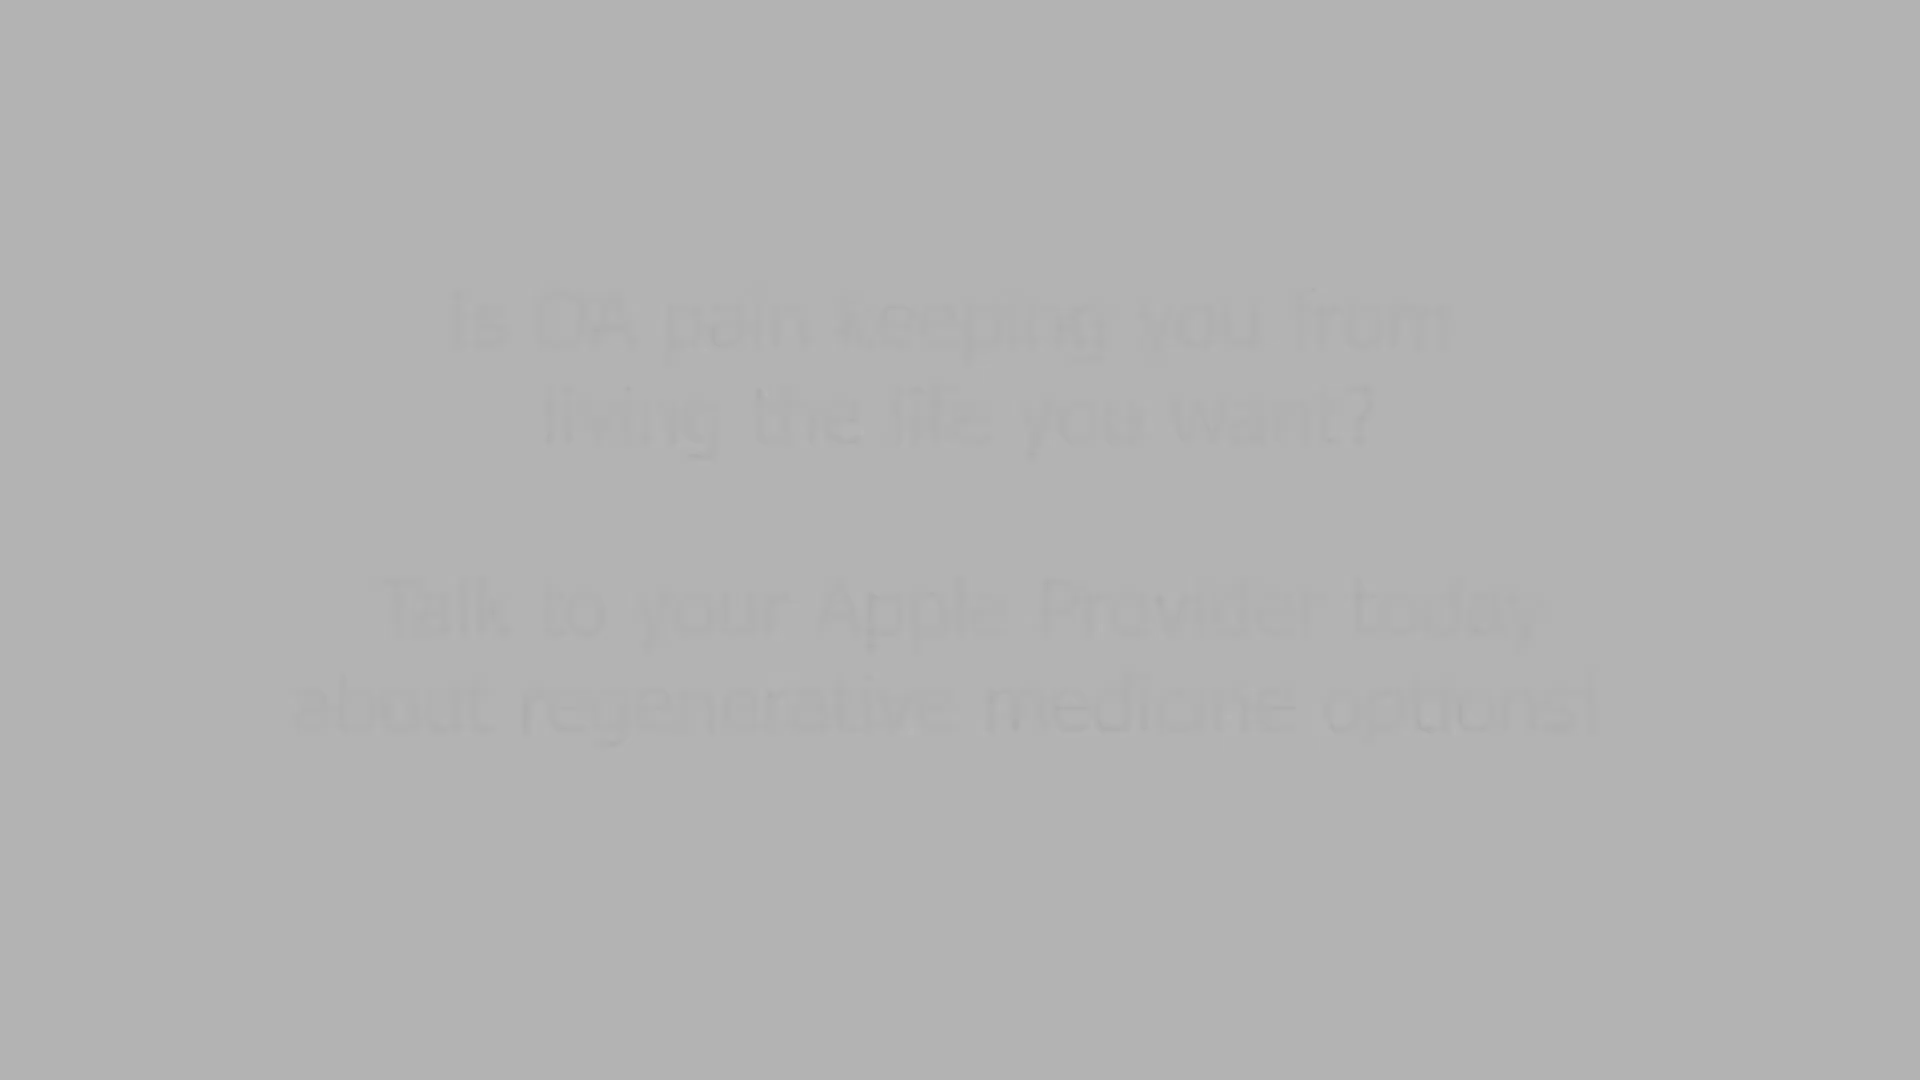 Is OA pain keeping you from
living the life you want?
Talk to your Apple Provider today
about regenerative medicine options!